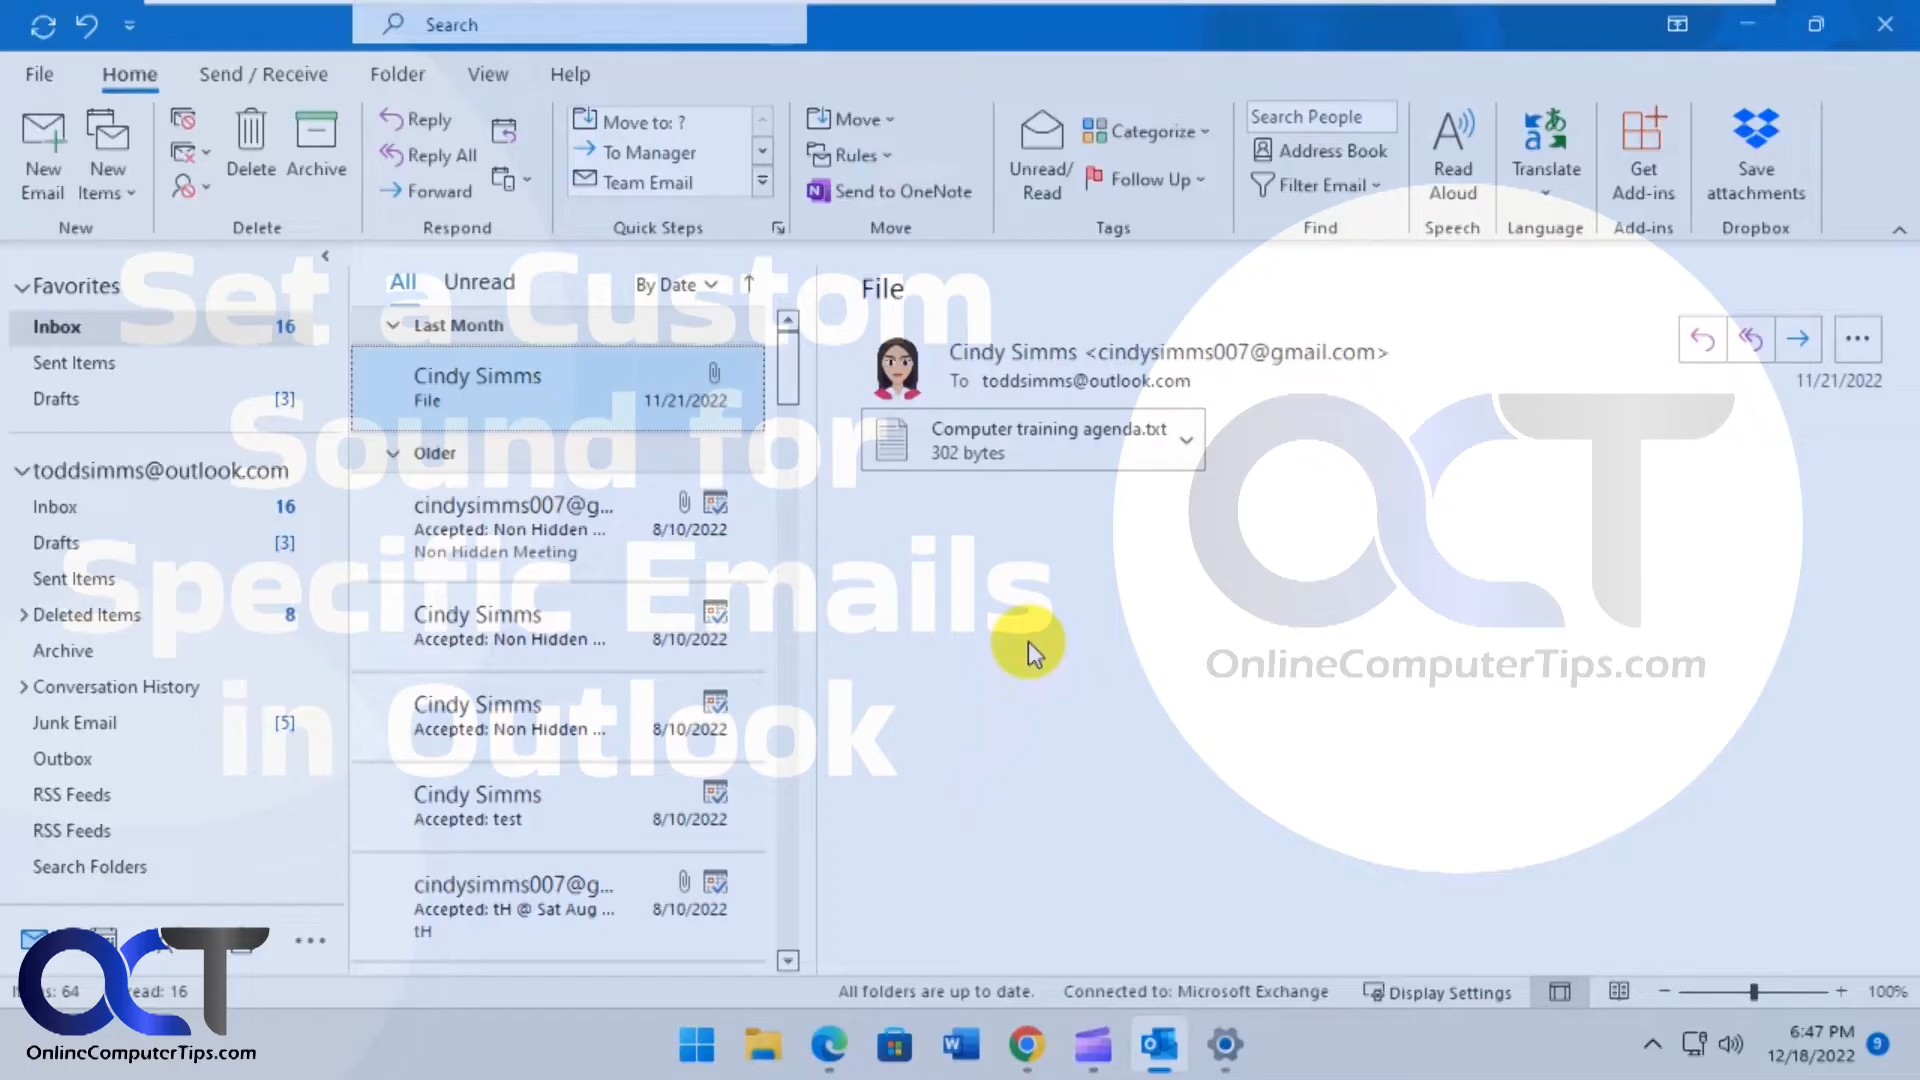 Search
File Home Send / Receive Folder View Help
New Email
New Items
Delete
Archive
Reply
Reply All
Forward
Move to: ?
To Manager
Team Email
Move
Rules
Send to OneNote
Unread/ Read
Categorize
Follow Up
Search People
Address Book
Filter Email
Read Aloud
Translate
Get Add-ins
Save attachments
New Delete Respond Quick Steps Move Tags Find Speech Language Add-ins Dropbox
Set a Custom
Sound for
Specific Emails
in Outlook
Favorites
Inbox 16
Sent Items
Drafts [3]
toddsimms@outlook.com
Inbox 16
Drafts [3]
Sent Items
Deleted Items 8
Archive
Conversation History
Junk Email [5]
Outbox
RSS Feeds
RSS Feeds
Search Folders
All Unread By Date
Last Month
Cindy Simms
File 11/21/2022
Older
cindysimms007@g...
Accepted: Non Hidden ... 8/10/2022
Non Hidden Meeting
Cindy Simms
Accepted: Non Hidden ... 8/10/2022
Cindy Simms
Accepted: Non Hidden ... 8/10/2022
Cindy Simms
Accepted: test 8/10/2022
cindysimms007@g...
Accepted: tH @ Sat Aug ... 8/10/2022
tH
File
Cindy Simms <cindysimms007@gmail.com>
To toddsimms@outlook.com
11/21/2022
Computer training agenda.txt
302 bytes
OCT
OnlineComputerTips.com
OCT
OnlineComputerTips.com
64 16
All folders are up to date. Connected to: Microsoft Exchange Display Settings 100%
6:47 PM
12/18/2022
9